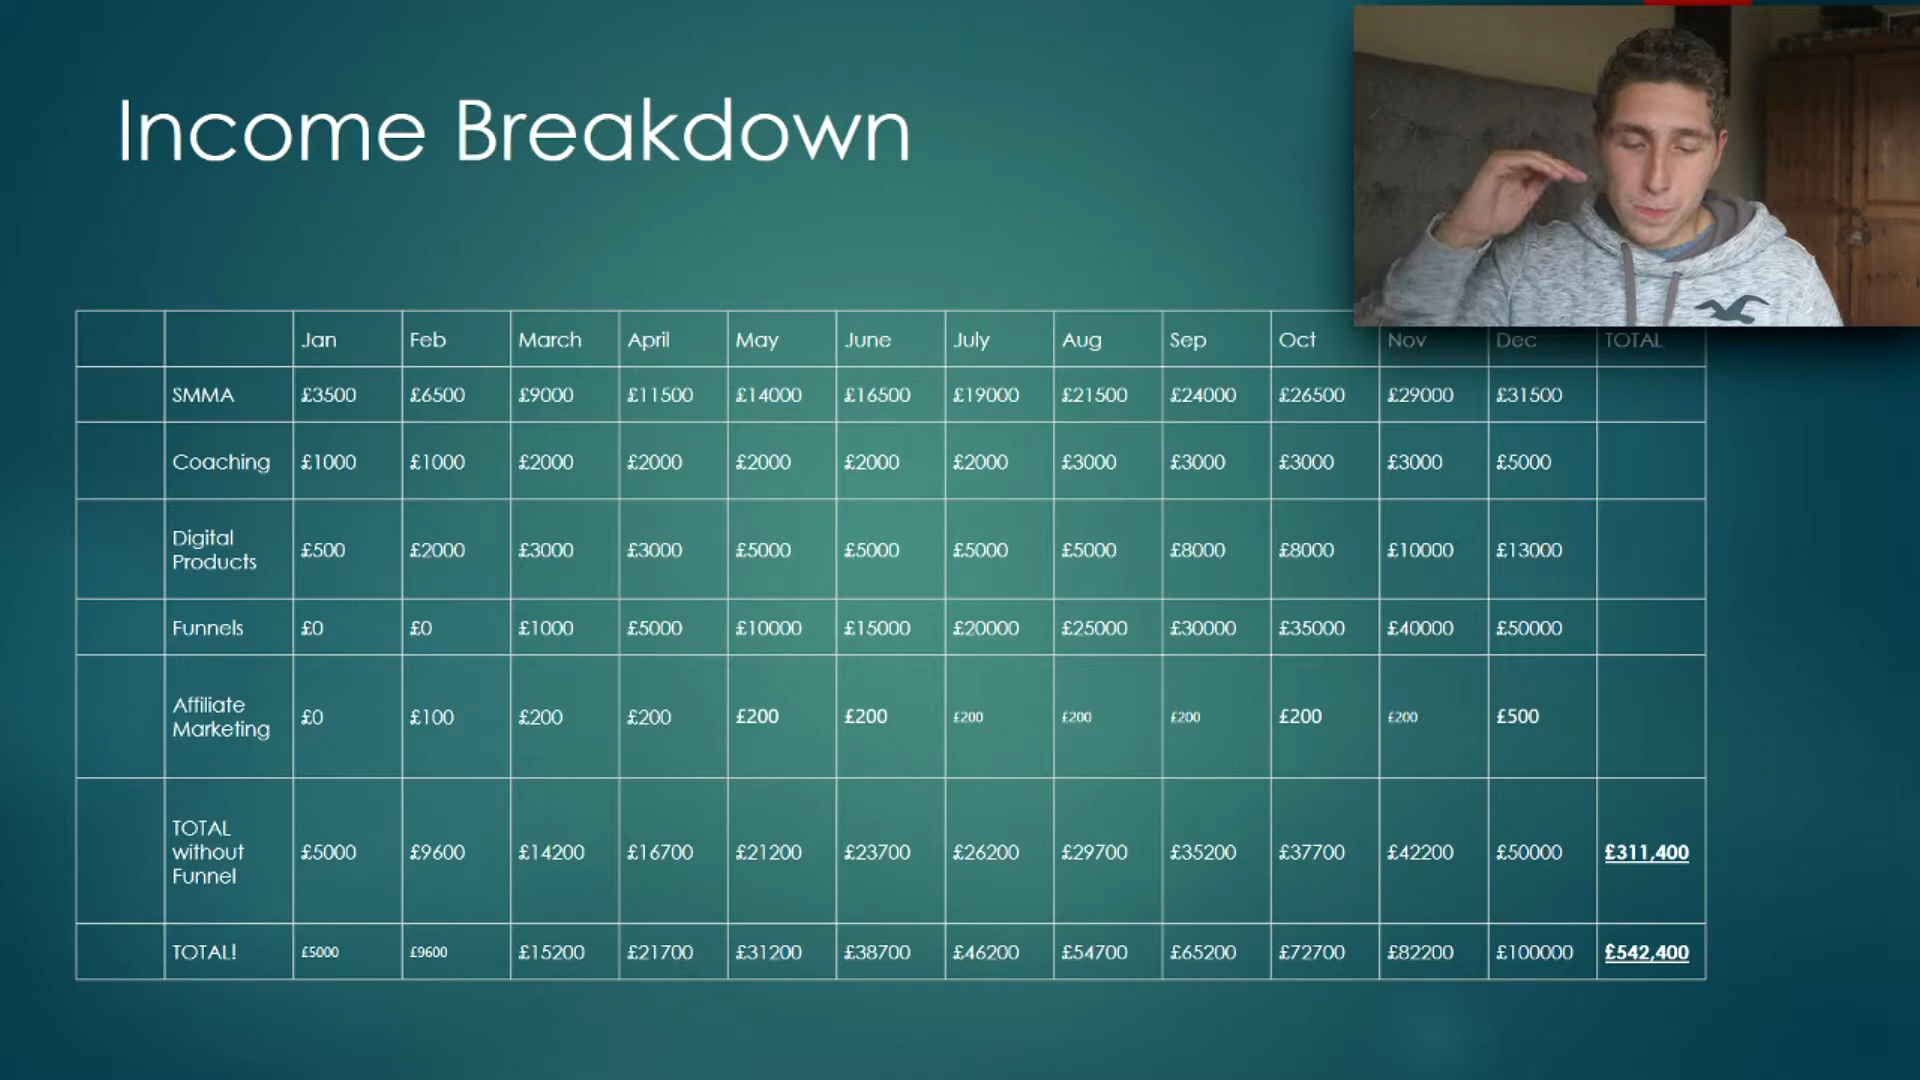 Income Breakdown
Jan Feb March April May June July Aug Sep Oct Nov Dec TOTAL
SMMA £3500 £6500 £9000 £11500 £14000 £16500 £19000 £21500 £24000 £26500 £29000 £31500
Coaching £1000 £1000 £2000 £2000 £2000 £2000 £2000 £3000 £3000 £3000 £3000 £5000
Digital
Products £500 £2000 £3000 £3000 £5000 £5000 £5000 £5000 £8000 £8000 £10000 £13000
Funnels £0 £0 £1000 £5000 £10000 £15000 £20000 £25000 £30000 £35000 £40000 £50000
Affiliate
Marketing £0 £100 £200 £200 £200 £200 £200 £200 £200 £200 £200 £500
TOTAL
without
Funnel £5000 £9600 £14200 £16700 £21200 £23700 £26200 £29700 £35200 £37700 £42200 £50000 £311,400
TOTAL! £5000 £9600 £15200 £21700 £31200 £38700 £46200 £54700 £65200 £72700 £82200 £100000 £542,400